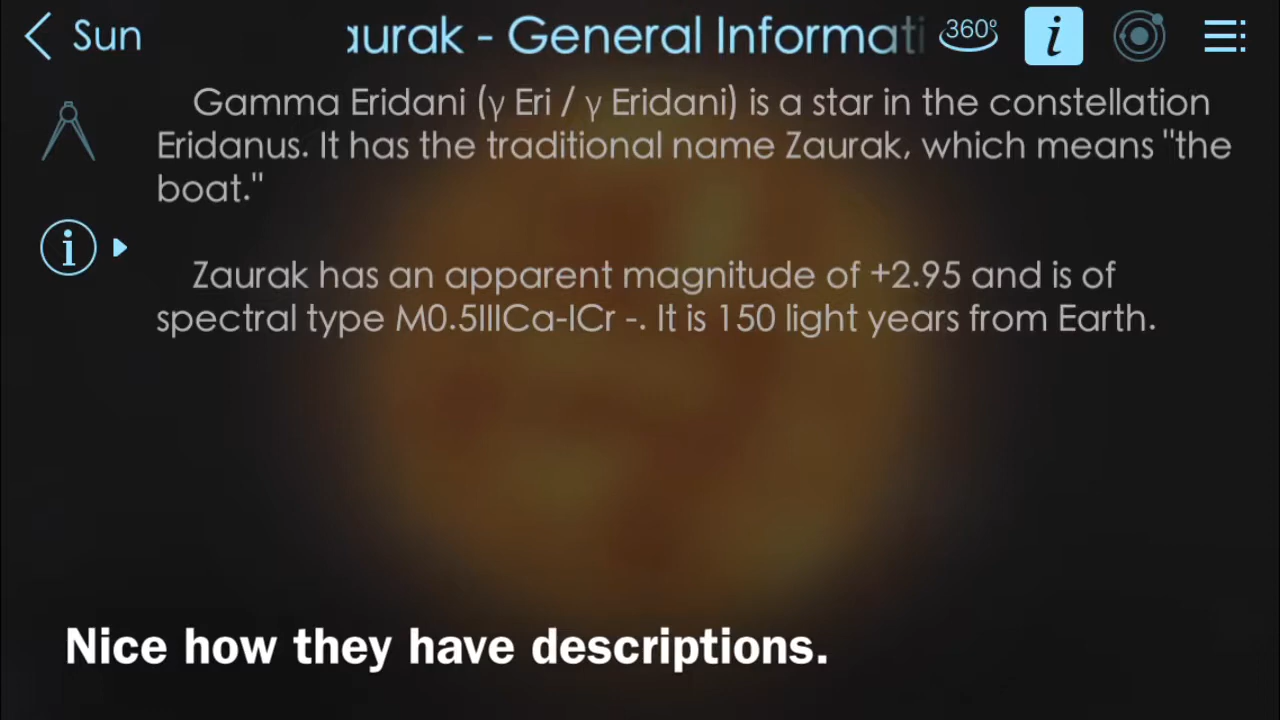 Sun
aurak - General Informati
360°
i
Gamma Eridani (γ Eri / γ Eridani) is a star in the constellation
Eridanus. It has the traditional name Zaurak, which means "the
boat."
i
Zaurak has an apparent magnitude of +2.95 and is of
spectral type M0.5IIICa-ICr -. It is 150 light years from Earth.
Nice how they have descriptions.